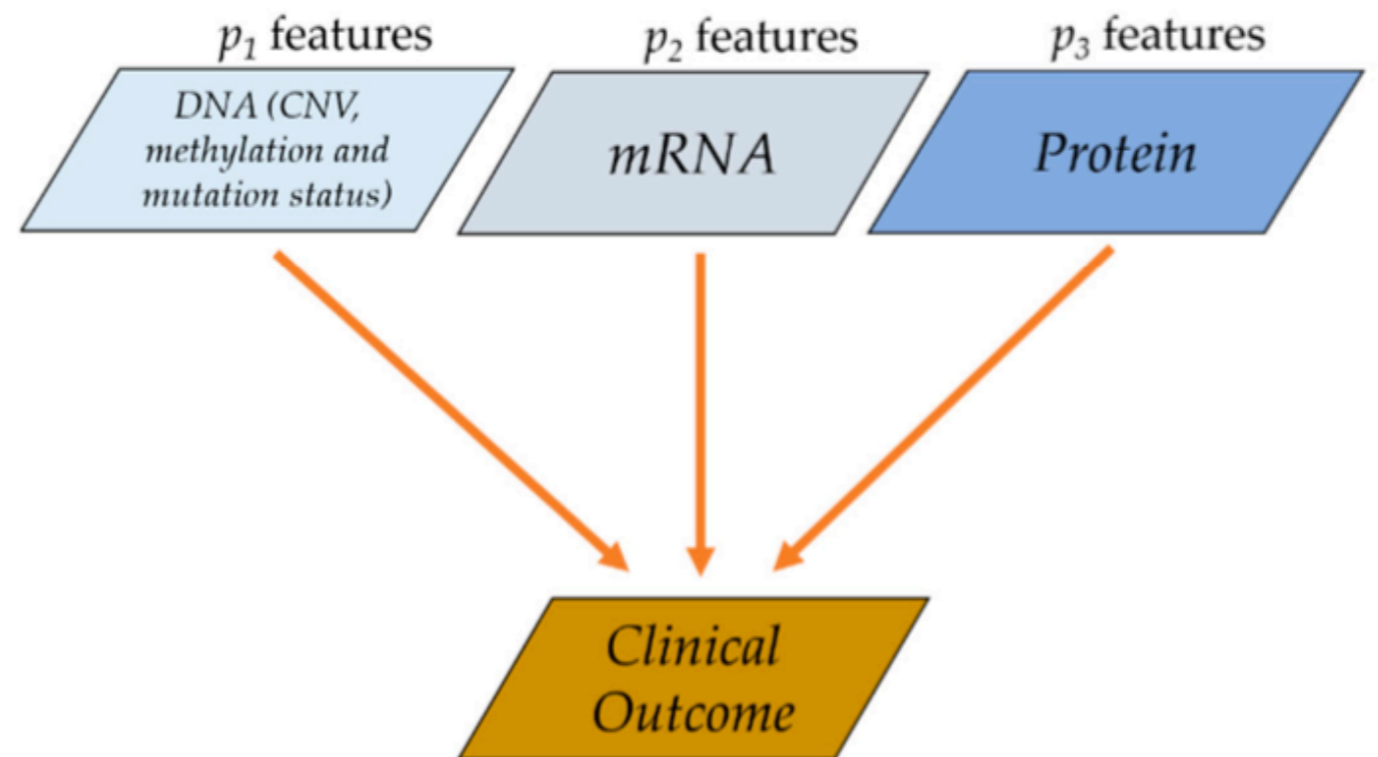 p1 features
p2 features
p3 features
DNA (CNV,
methylation and
mutation status)
mRNA
Protein
Clinical
Outcome